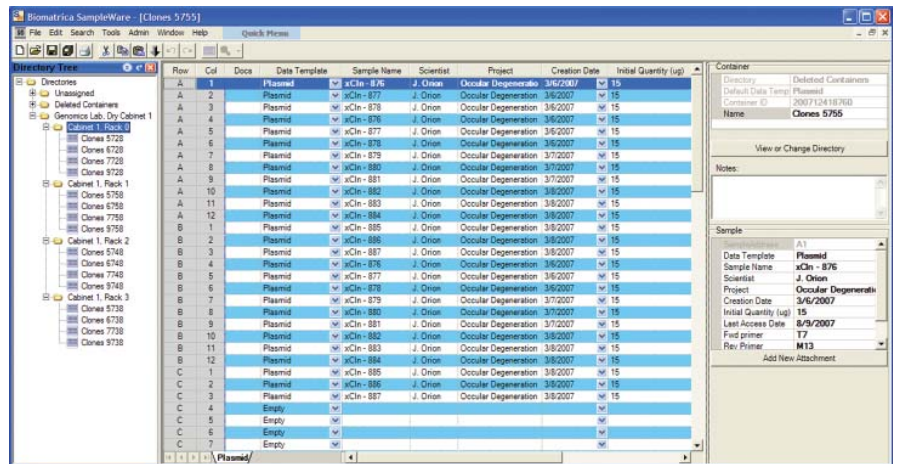 Biomatrica SampleWare - [Clones 5755]
File Edit Search Tools Admin Window Help Quick Menu
Directory Tree
Directories
Unassigned
Deleted Containers
Genomics Lab, Dry Cabinet 1
Cabinet 1, Rack 0
Clones 5728
Clones 6728
Clones 7728
Clones 9728
Cabinet 1, Rack 1
Clones 5758
Clones 6758
Clones 7758
Clones 9758
Cabinet 1, Rack 2
Clones 5748
Clones 6748
Clones 7748
Clones 9748
Cabinet 1, Rack 3
Clones 5738
Clones 6738
Clones 7738
Clones 9738
Row Col Docs Data Template Sample Name Scientist Project Creation Date Initial Quantity (ug)
A 1 Plasmid xCln - 876 J. Orion Occular Degeneratio 3/6/2007 15
A 2 Plasmid xCln - 877 J. Orion Occular Degeneration 3/6/2007 15
A 3 Plasmid xCln - 878 J. Orion Occular Degeneration 3/6/2007 15
A 4 Plasmid xCln - 876 J. Orion Occular Degeneration 3/6/2007 15
A 5 Plasmid xCln - 877 J. Orion Occular Degeneration 3/6/2007 15
A 6 Plasmid xCln - 878 J. Orion Occular Degeneration 3/6/2007 15
A 7 Plasmid xCln - 879 J. Orion Occular Degeneration 3/7/2007 15
A 8 Plasmid xCln - 880 J. Orion Occular Degeneration 3/7/2007 15
A 9 Plasmid xCln - 881 J. Orion Occular Degeneration 3/7/2007 15
A 10 Plasmid xCln - 882 J. Orion Occular Degeneration 3/8/2007 15
A 11 Plasmid xCln - 883 J. Orion Occular Degeneration 3/8/2007 15
A 12 Plasmid xCln - 884 J. Orion Occular Degeneration 3/8/2007 15
B 1 Plasmid xCln - 885 J. Orion Occular Degeneration 3/8/2007 15
B 2 Plasmid xCln - 886 J. Orion Occular Degeneration 3/8/2007 15
B 3 Plasmid xCln - 887 J. Orion Occular Degeneration 3/8/2007 15
B 4 Plasmid xCln - 876 J. Orion Occular Degeneration 3/6/2007 15
B 5 Plasmid xCln - 877 J. Orion Occular Degeneration 3/6/2007 15
B 6 Plasmid xCln - 878 J. Orion Occular Degeneration 3/6/2007 15
B 7 Plasmid xCln - 879 J. Orion Occular Degeneration 3/7/2007 15
B 8 Plasmid xCln - 880 J. Orion Occular Degeneration 3/7/2007 15
B 9 Plasmid xCln - 881 J. Orion Occular Degeneration 3/7/2007 15
B 10 Plasmid xCln - 882 J. Orion Occular Degeneration 3/8/2007 15
B 11 Plasmid xCln - 883 J. Orion Occular Degeneration 3/8/2007 15
B 12 Plasmid xCln - 884 J. Orion Occular Degeneration 3/8/2007 15
C 1 Plasmid xCln - 885 J. Orion Occular Degeneration 3/8/2007 15
C 2 Plasmid xCln - 886 J. Orion Occular Degeneration 3/8/2007 15
C 3 Plasmid xCln - 887 J. Orion Occular Degeneration 3/8/2007 15
C 4 Empty
C 5 Empty
C 6 Empty
C 7 Empty
Plasmid
Container
Directory Deleted Containers
Default Data Temp Plasmid
Container ID 200712418760
Name Clones 5755
View or Change Directory
Notes:
Sample
SampleAddress A1
Data Template Plasmid
Sample Name xCln - 876
Scientist J. Orion
Project Occular Degenerati
Creation Date 3/6/2007
Initial Quantity (ug) 15
Last Access Date 8/9/2007
Fwd primer T7
Rev Primer M13
Add New Attachment